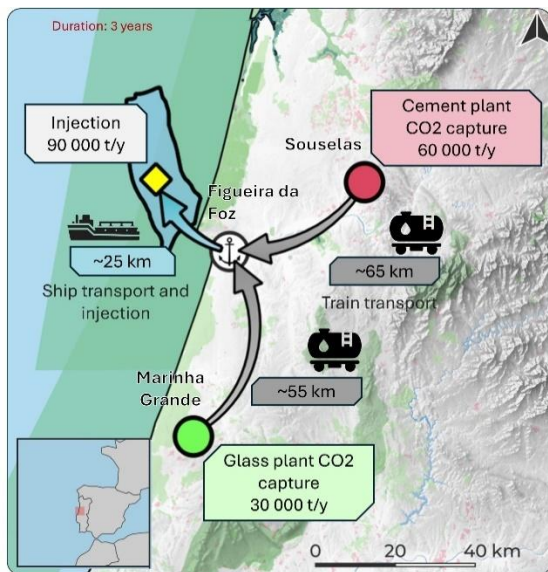 Duration: 3 years
Injection
90 000 t/y
Cement plant
CO2 capture
60 000 t/y
Souselas
Figueira da
Foz
~25 km
Ship transport and
injection
~65 km
Train transport
Marinha
Grande
~55 km
Glass plant CO2
capture
30 000 t/y
0 20 40 km